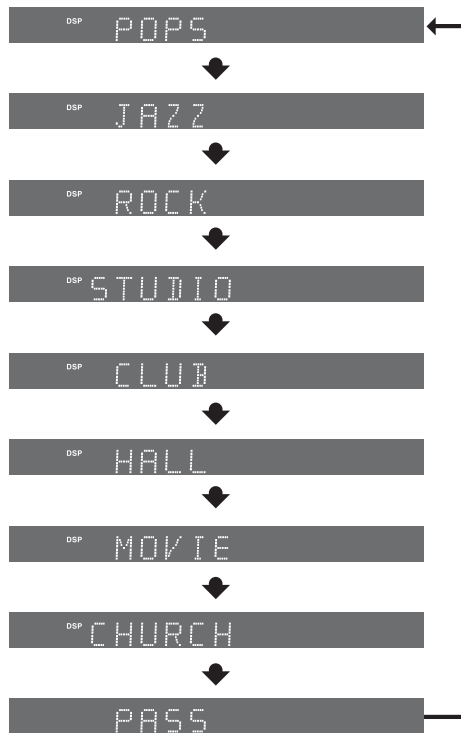 DSP POPS
DSP JAZZ
DSP ROCK
DSP STUDIO
DSP CLUB
DSP HALL
DSP MOVIE
DSP CHURCH
PASS